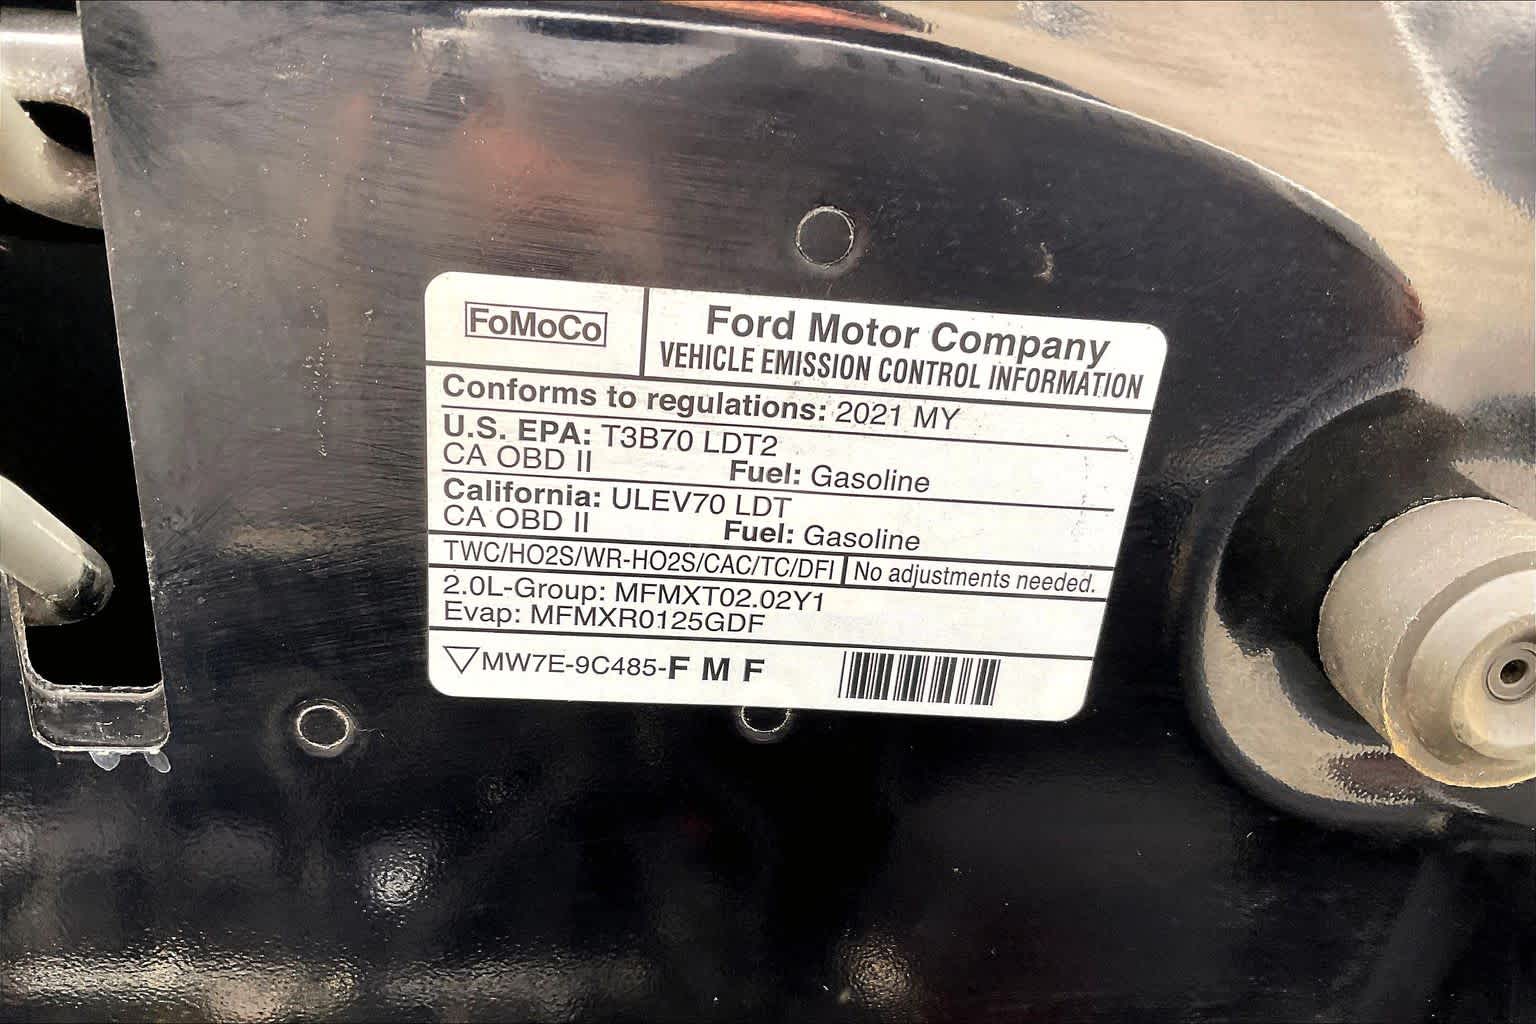 FoMoCo
Ford Motor Company
VEHICLE EMISSION CONTROL INFORMATION
Conforms to regulations: 2021 MY
U.S. EPA: T3B70 LDT2
CA OBD II Fuel: Gasoline
California: ULEV70 LDT
CA OBD II Fuel: Gasoline
TWC/HO2S/WR-HO2S/CAC/TC/DFI No adjustments needed.
2.0L-Group: MFMXT02.02Y1
Evap: MFMXR0125GDF
MW7E-9C485-F M F